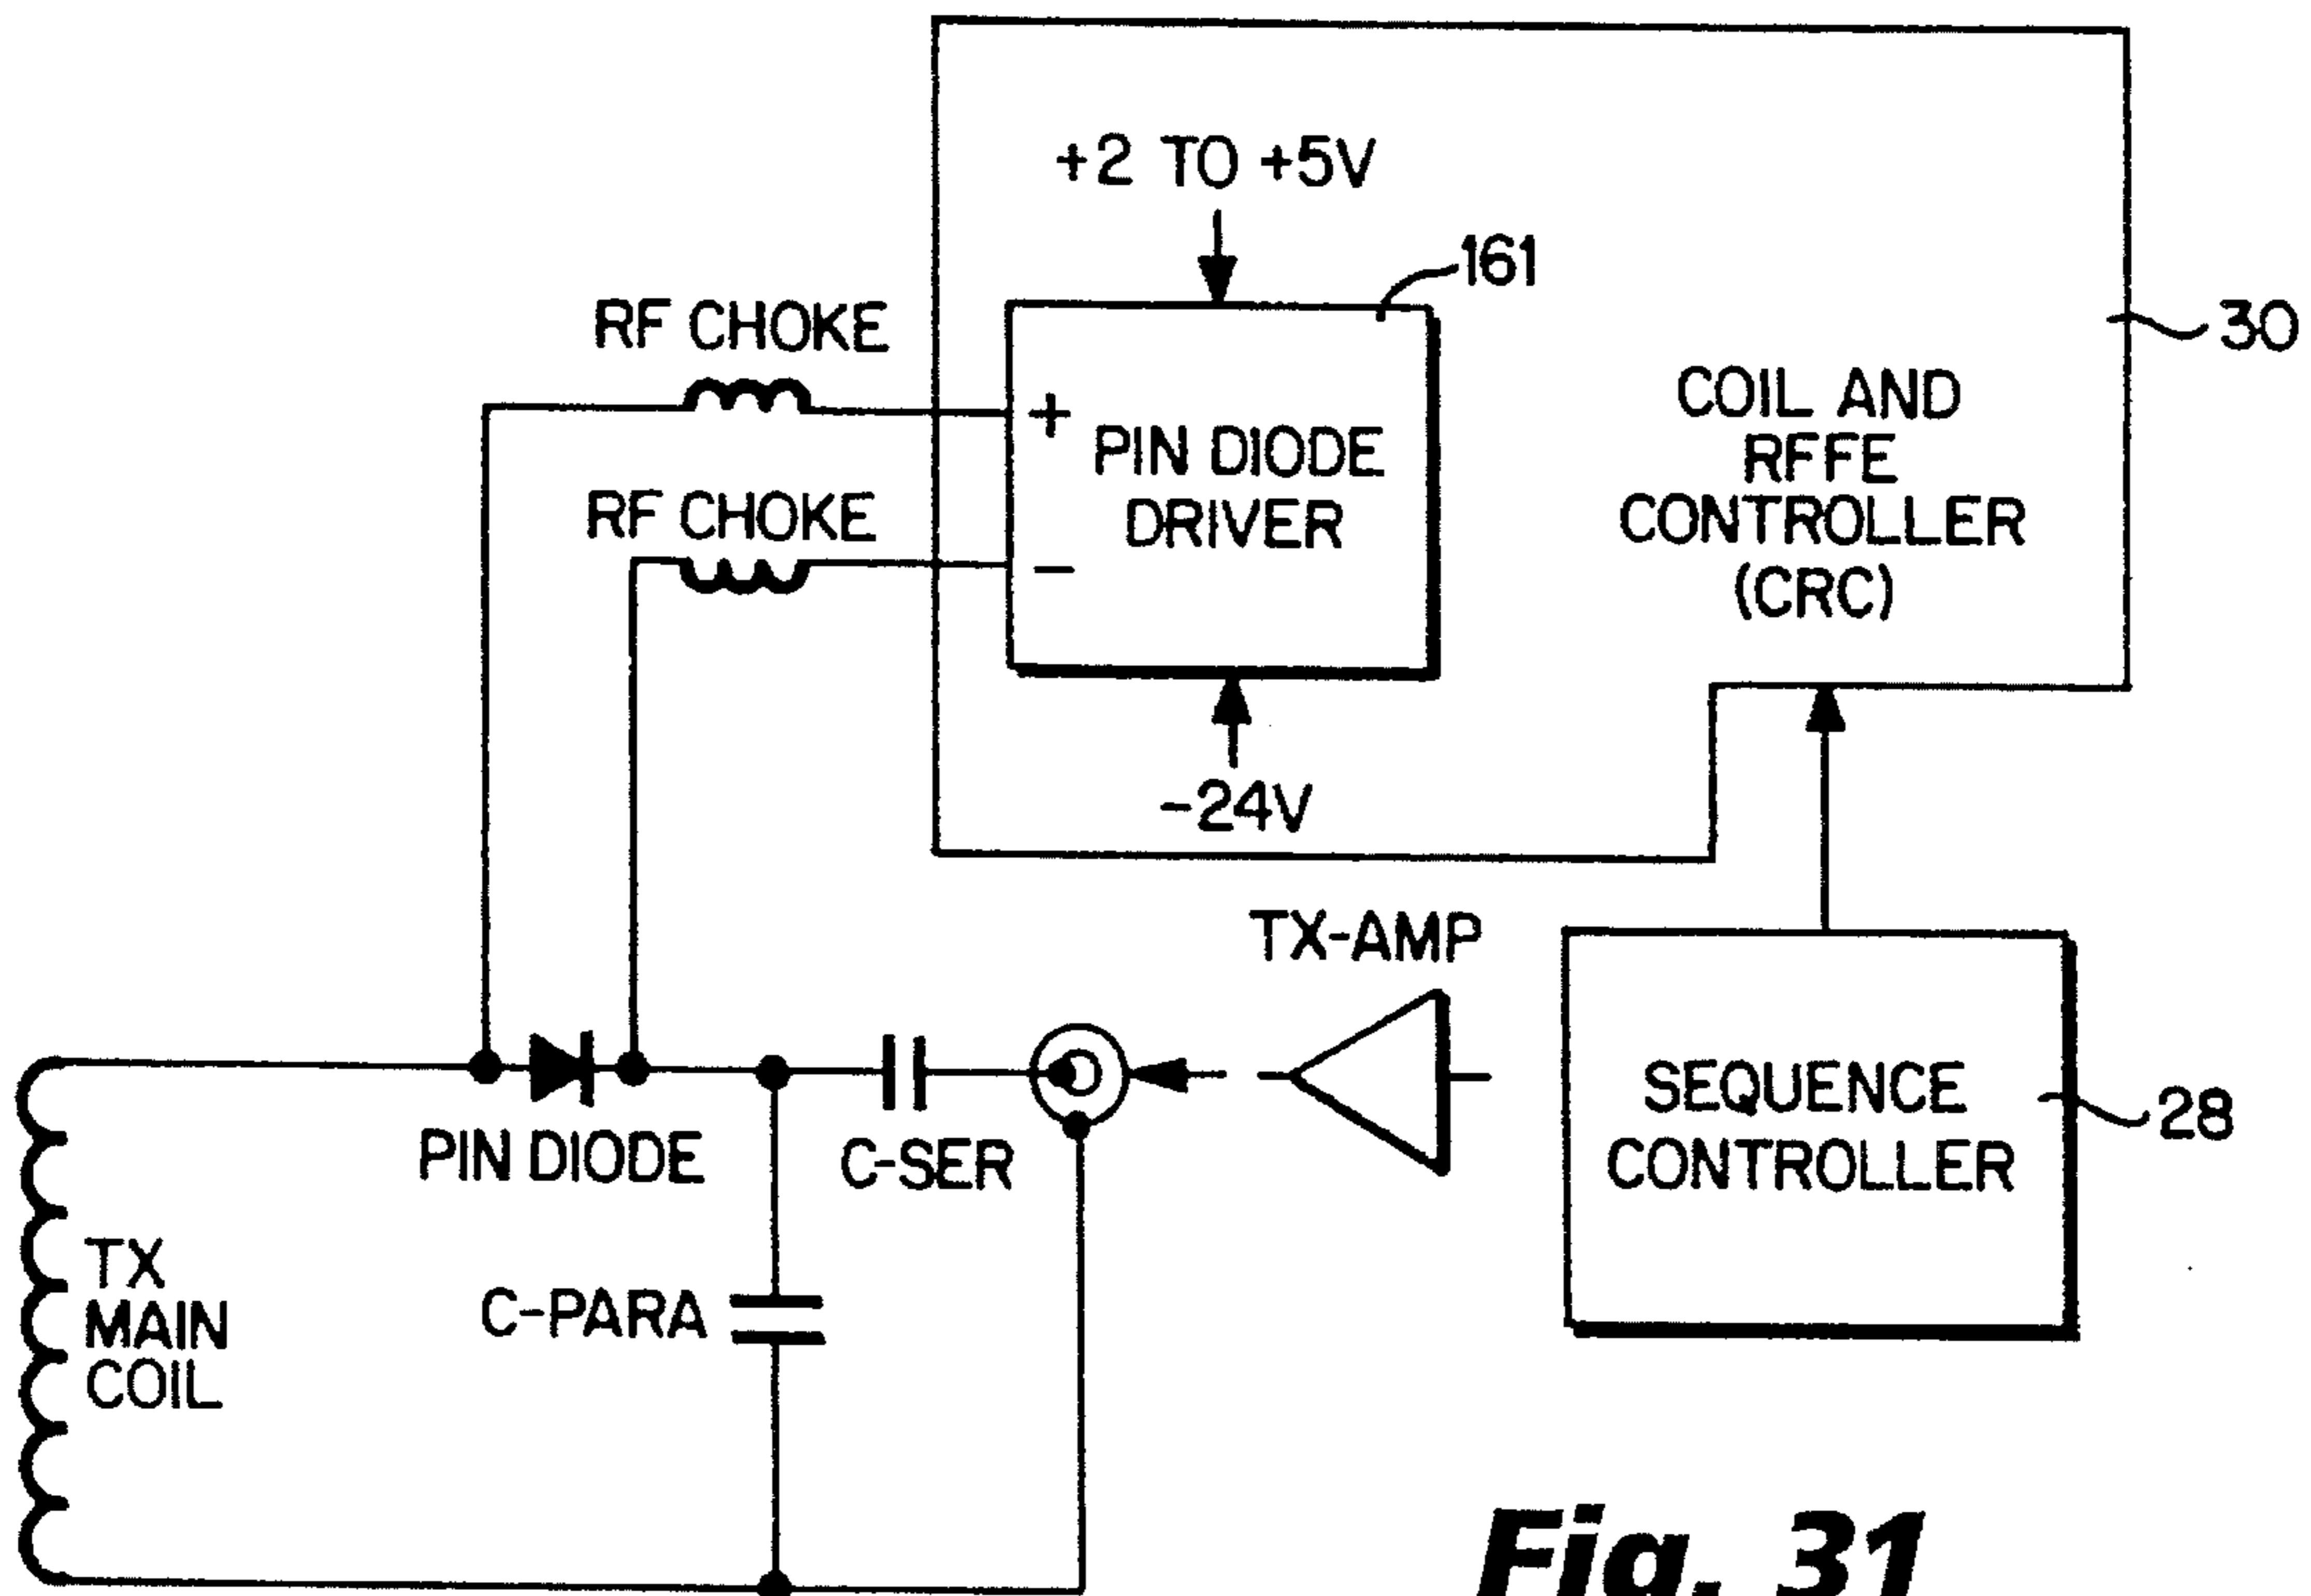 +2 TO +5V
161
RF CHOKE
30
+
COIL AND
RFFE
CONTROLLER
(CRC)
PIN DIODE
DRIVER
RF CHOKE
−
-24V
TX-AMP
SEQUENCE
CONTROLLER
28
PIN DIODE
C-SER
TX
MAIN
COIL
C-PARA
Fig. 31